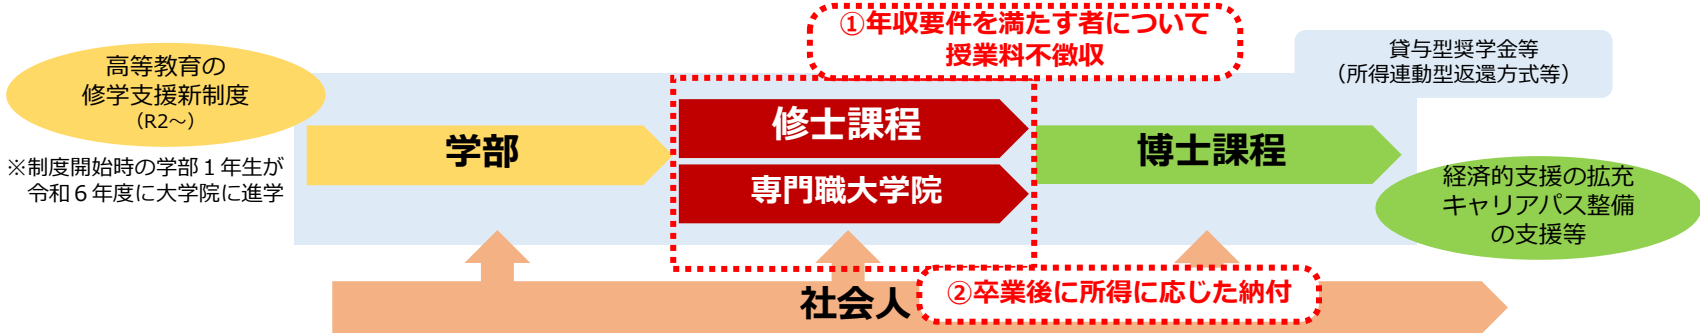 ①年収要件を満たす者について
授業料不徴収
高等教育の
修学支援新制度
（R2～）
貸与型奨学金等
（所得連動型返還方式等）
学部
修士課程
専門職大学院
博士課程
※制度開始時の学部１年生が
令和６年度に大学院に進学
経済的支援の拡充
キャリアパス整備
の支援等
社会人
②卒業後に所得に応じた納付